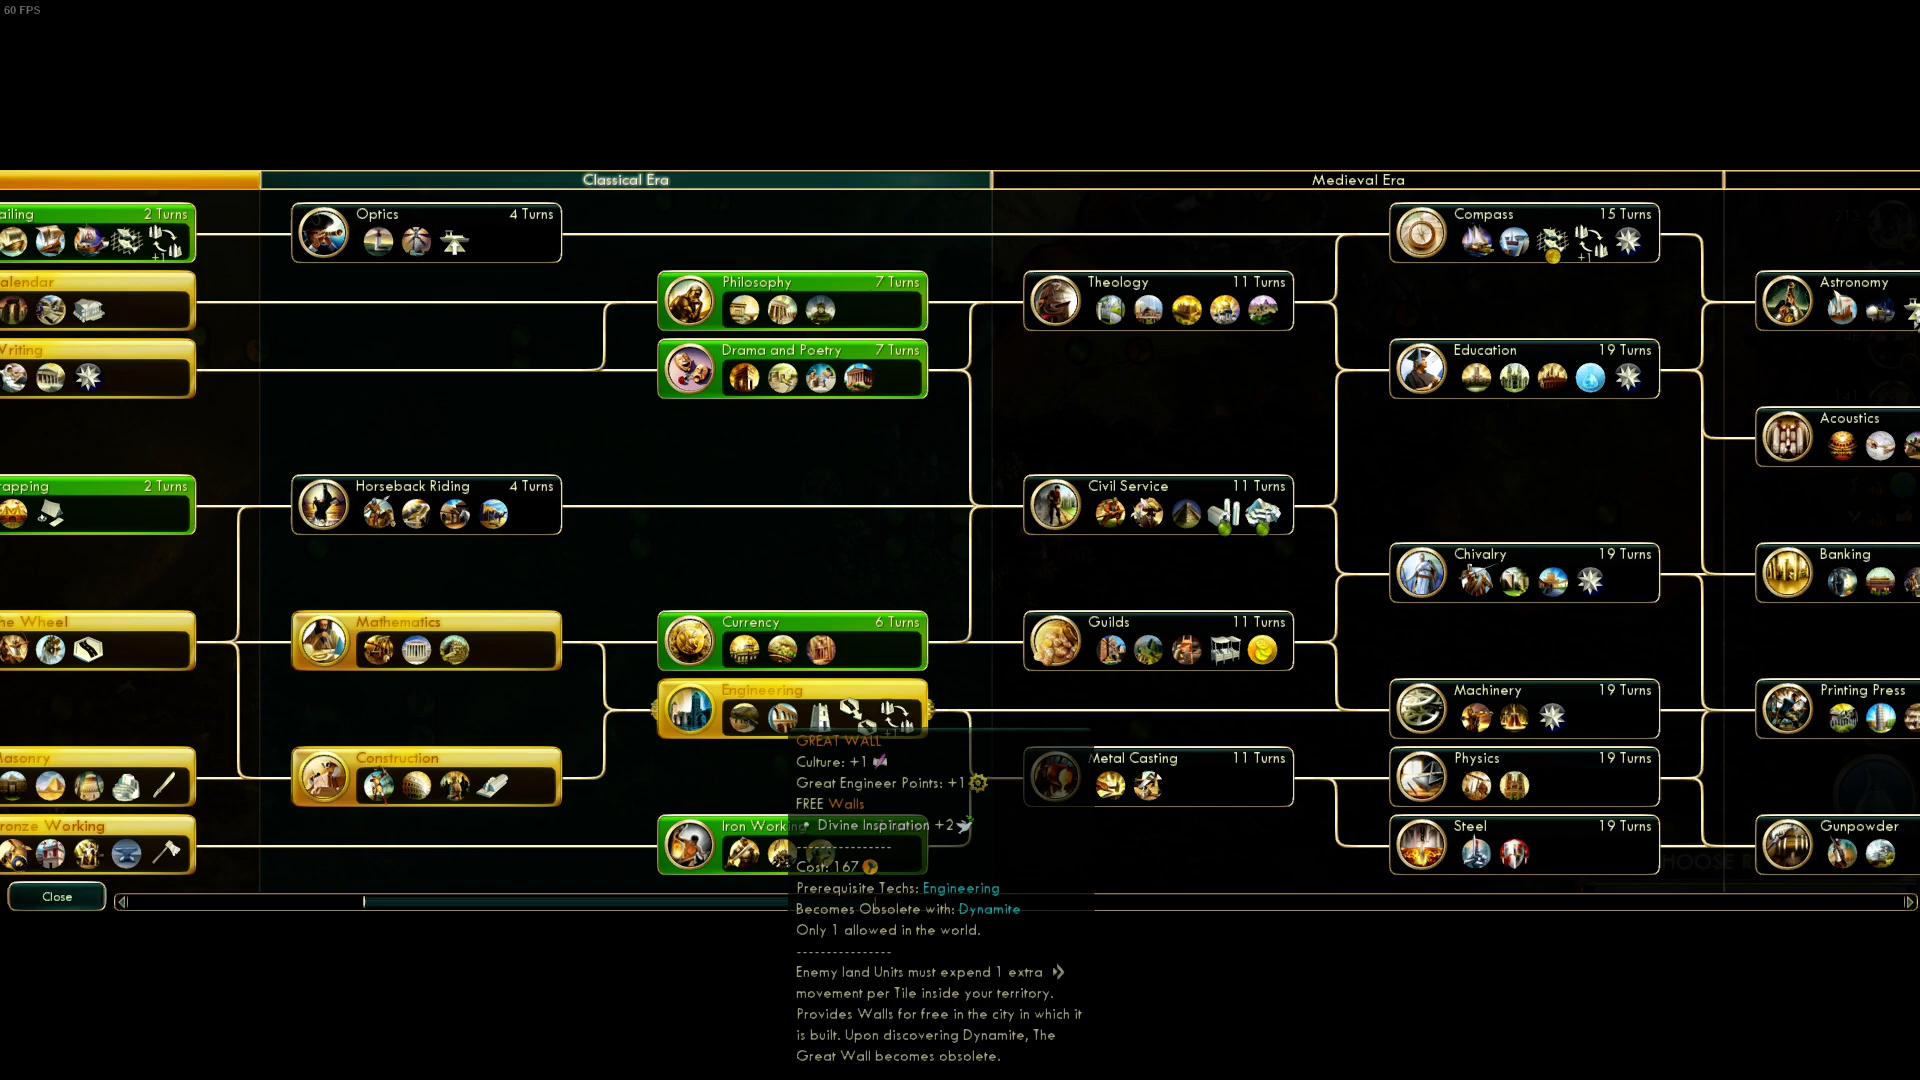 60 FPS
Classical Era
Medieval Era
ailing 2 Turns
Optics 4 Turns
Compass 15 Turns
+1
+1
alendar
Philosophy 7 Turns
Theology 11 Turns
Astronomy
Writing
Drama and Poetry 7 Turns
Education 19 Turns
Acoustics
rapping 2 Turns
Horseback Riding 4 Turns
Civil Service 11 Turns
Chivalry 19 Turns
Banking
he Wheel
Mathematics
Currency 6 Turns
Guilds 11 Turns
Engineering
Machinery 19 Turns
Printing Press
+1
Masonry
Construction
Metal Casting 11 Turns
Physics 19 Turns
ronze Working
Iron Workin
Steel 19 Turns
Gunpowder
GREAT WALL
Culture: +1
Great Engineer Points: +1
FREE Walls
• Divine Inspiration +2
----------------
Cost: 167
Prerequisite Techs: Engineering
Becomes Obsolete with: Dynamite
Only 1 allowed in the world.
----------------
Enemy land Units must expend 1 extra
movement per Tile inside your territory.
Provides Walls for free in the city in which it
is built. Upon discovering Dynamite, The
Great Wall becomes obsolete.
Close